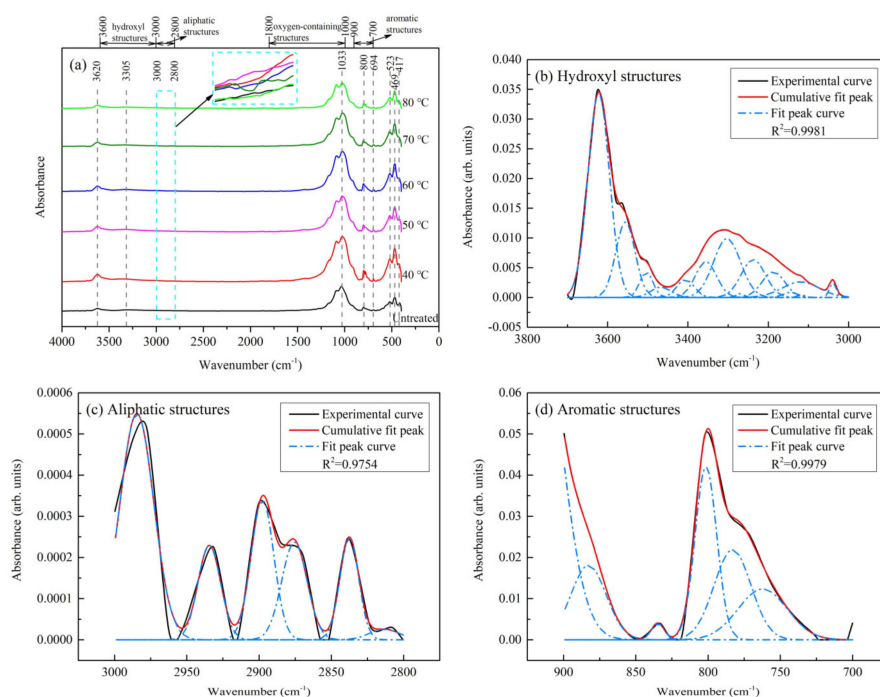 3600
hydroxyl structures
3000
2800
aliphatic structures
1800
oxygen-containing structures
1000
900
700
aromatic structures
(a)
3620
3305
3000
2800
1033
800
694
523
469
417
80 °C
70 °C
60 °C
50 °C
40 °C
Untreated
Absorbance
4000 3500 3000 2500 2000 1500 1000 500 0
Wavenumber (cm-1)
(b) Hydroxyl structures
Experimental curve
Cumulative fit peak
Fit peak curve
R2=0.9981
0.035
0.030
0.025
0.020
0.015
0.010
0.005
0.000
-0.005
Absorbance (arb. units)
3800 3600 3400 3200 3000
Wavenumber (cm-1)
(c) Aliphatic structures
Experimental curve
Cumulative fit peak
Fit peak curve
R2=0.9754
0.0006
0.0005
0.0004
0.0003
0.0002
0.0001
0.0000
Absorbance (arb. units)
3000 2950 2900 2850 2800
Wavenumber (cm-1)
(d) Aromatic structures
Experimental curve
Cumulative fit peak
Fit peak curve
R2=0.9979
0.06
0.05
0.04
0.03
0.02
0.01
0.00
Absorbance (arb. units)
900 800 700
Wavenumber (cm-1)